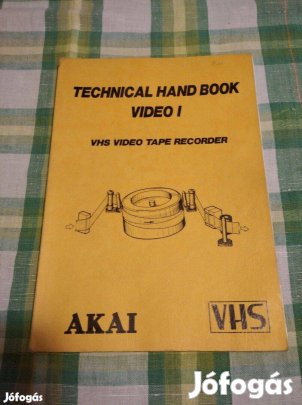 TECHNICAL HAND BOOK
VIDEO I
VHS VIDEO TAPE RECORDER
AKAI
VHS
Jófogás
Jófogás